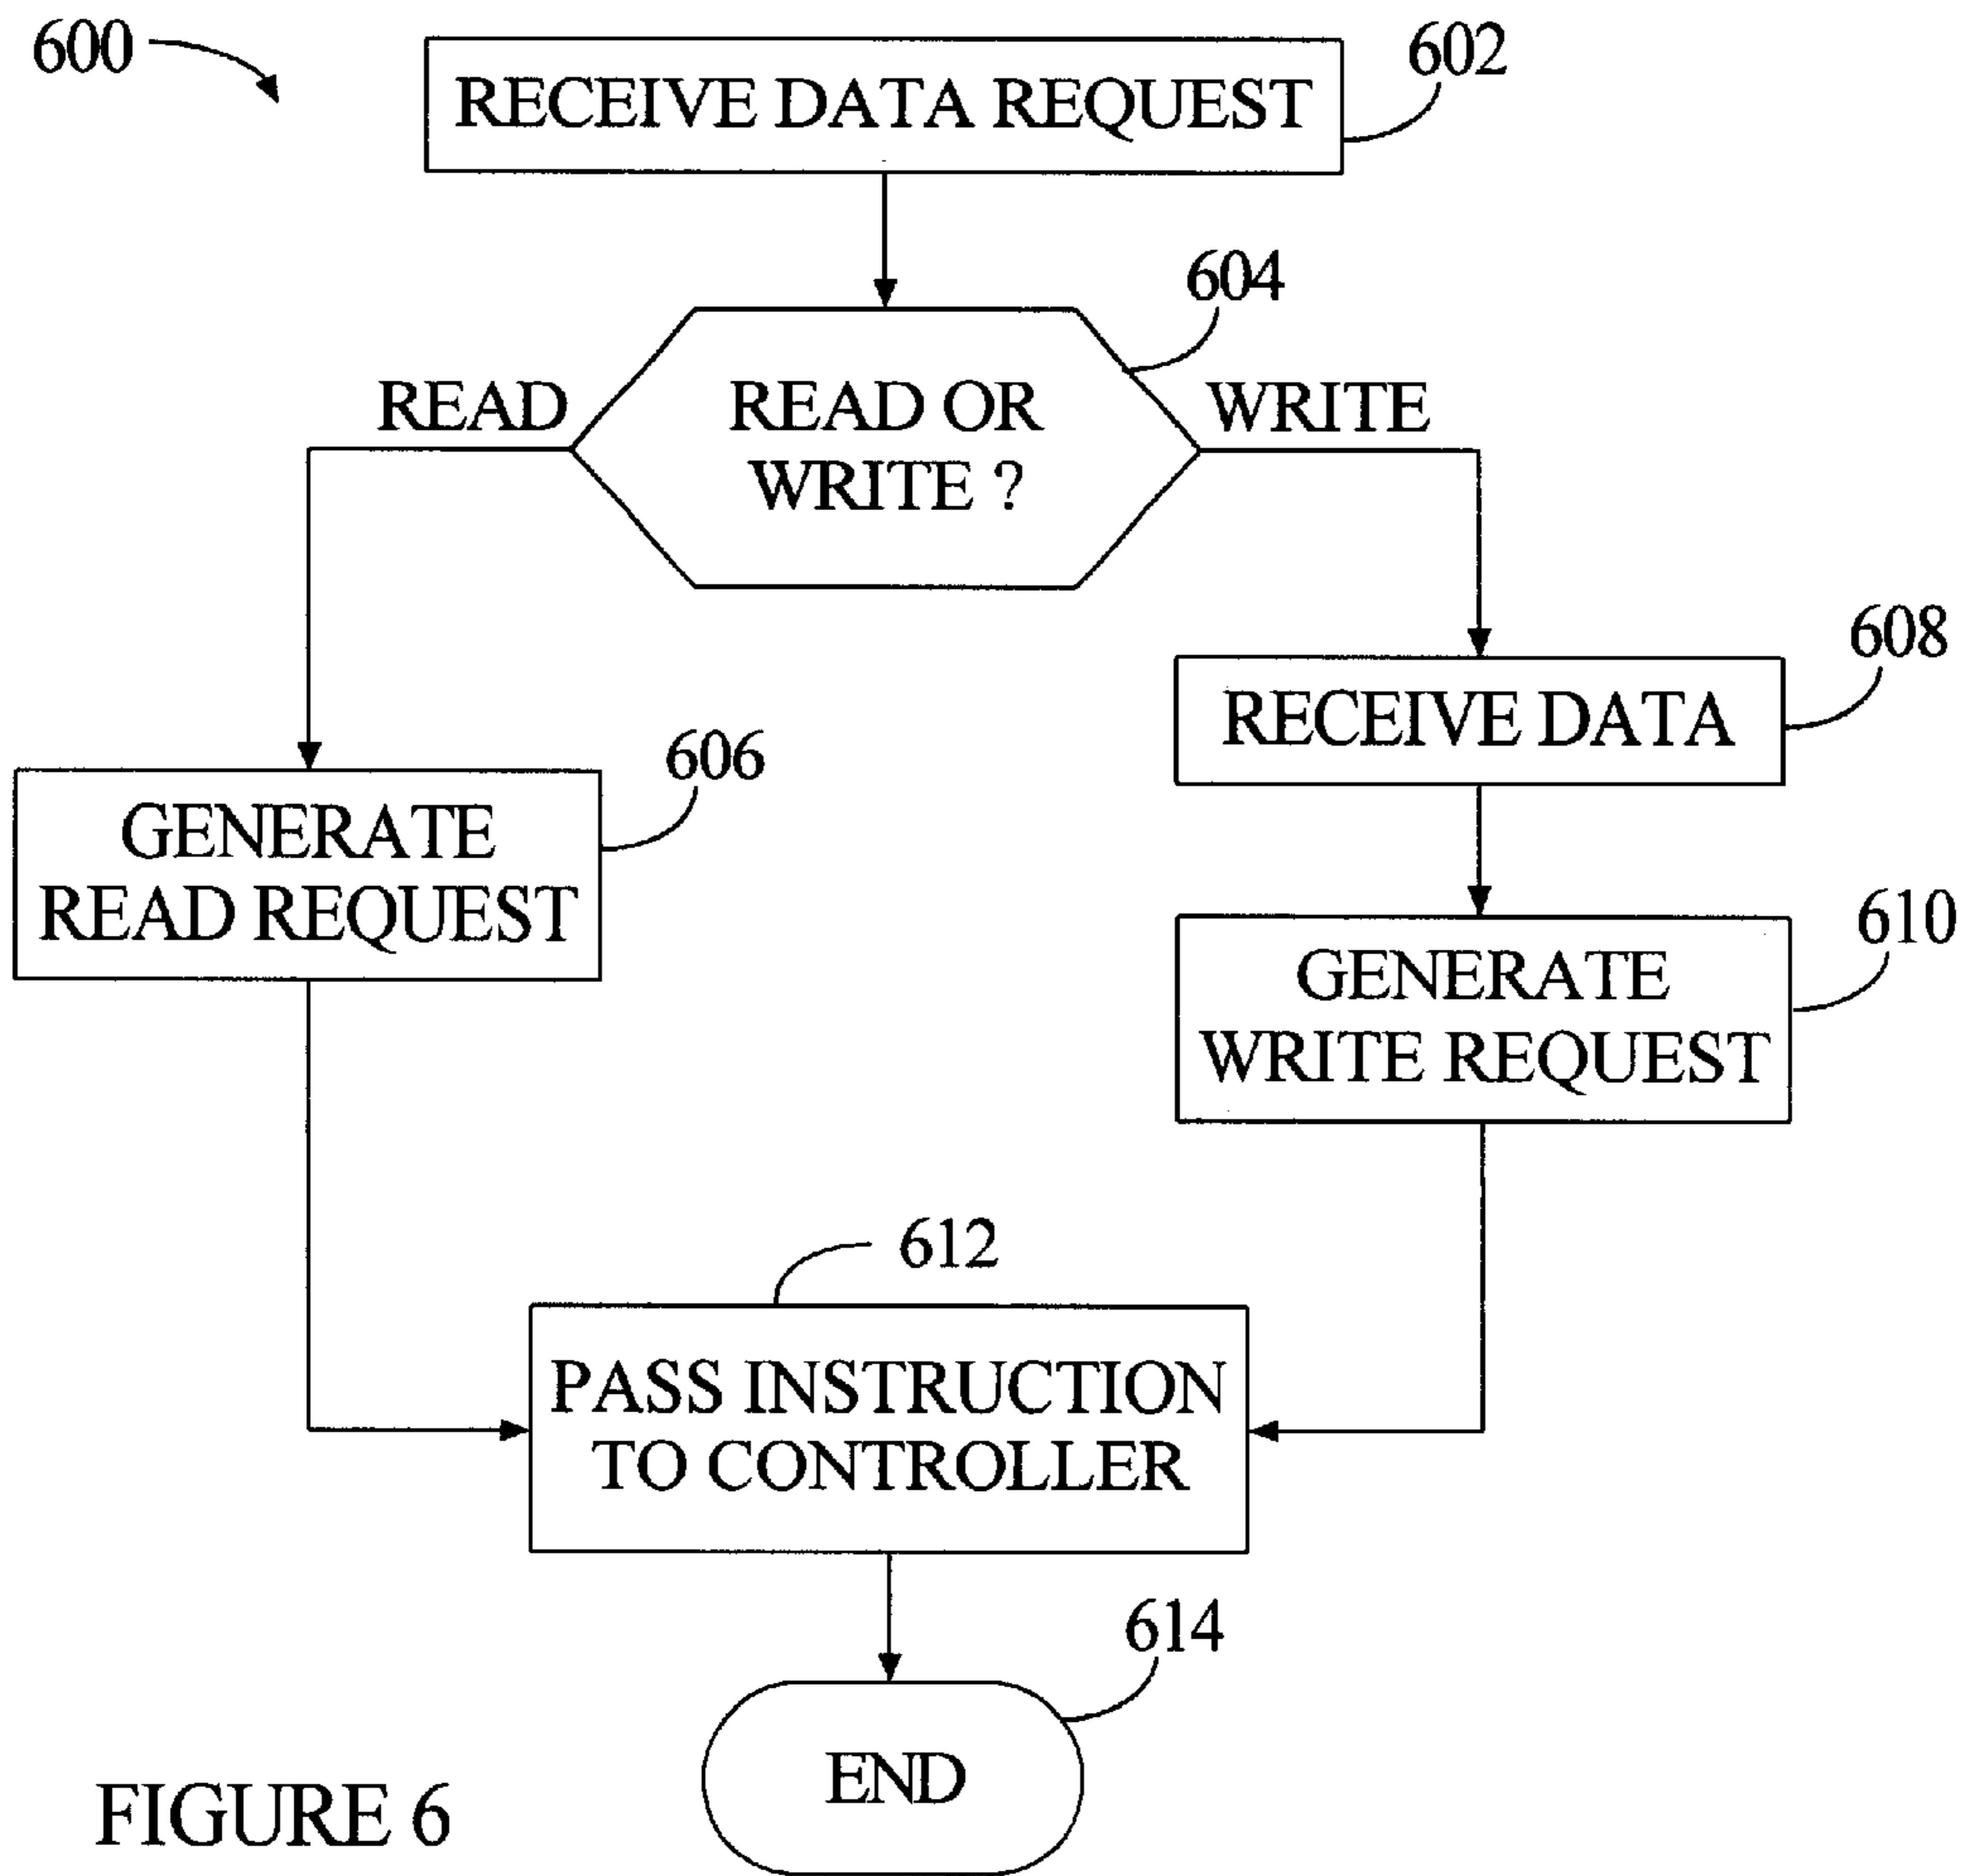 600
RECEIVE DATA REQUEST
602
604
READ
READ OR
WRITE ?
WRITE
608
RECEIVE DATA
606
GENERATE
READ REQUEST
610
GENERATE
WRITE REQUEST
612
PASS INSTRUCTION
TO CONTROLLER
614
END
FIGURE 6